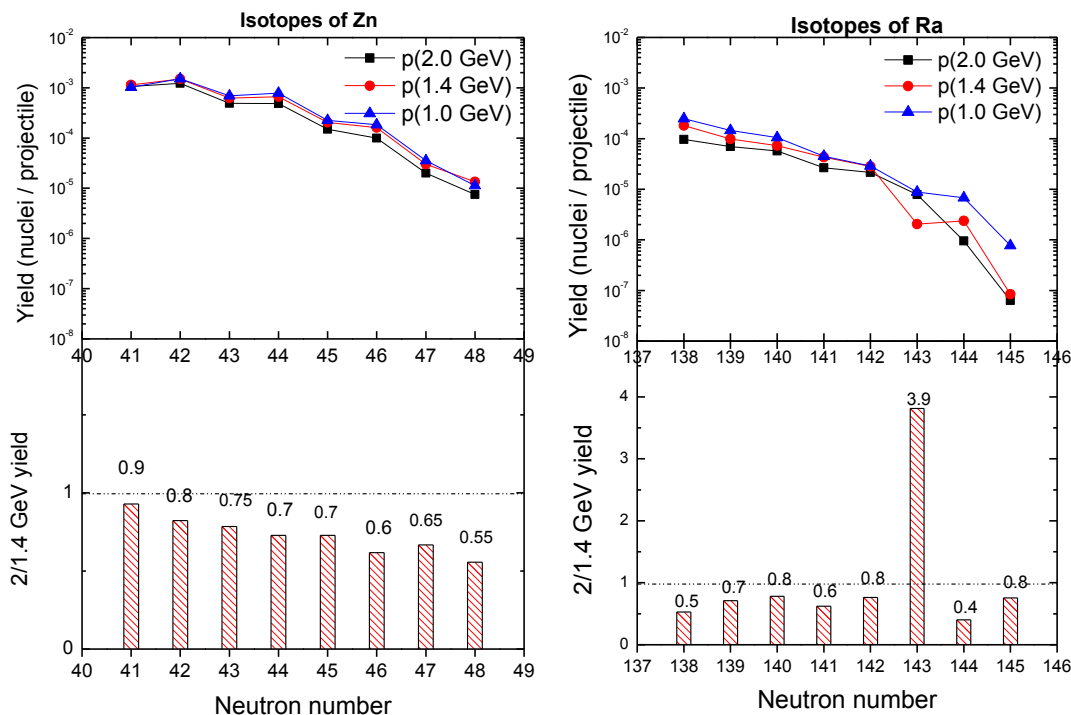 Isotopes of Zn
10⁻²
10⁻³
10⁻⁴
10⁻⁵
10⁻⁶
10⁻⁷
10⁻⁸
Yield (nuclei / projectile)
p(2.0 GeV)
p(1.4 GeV)
p(1.0 GeV)
40 41 42 43 44 45 46 47 48 49
2/1.4 GeV yield
1
0
0.9 0.8 0.75 0.7 0.7 0.6 0.65 0.55
40 41 42 43 44 45 46 47 48 49
Neutron number
Isotopes of Ra
10⁻²
10⁻³
10⁻⁴
10⁻⁵
10⁻⁶
10⁻⁷
10⁻⁸
Yield (nuclei / projectile)
p(2.0 GeV)
p(1.4 GeV)
p(1.0 GeV)
137 138 139 140 141 142 143 144 145 146
2/1.4 GeV yield
4
3
2
1
0
0.5 0.7 0.8 0.6 0.8 3.9 0.4 0.8
137 138 139 140 141 142 143 144 145 146
Neutron number